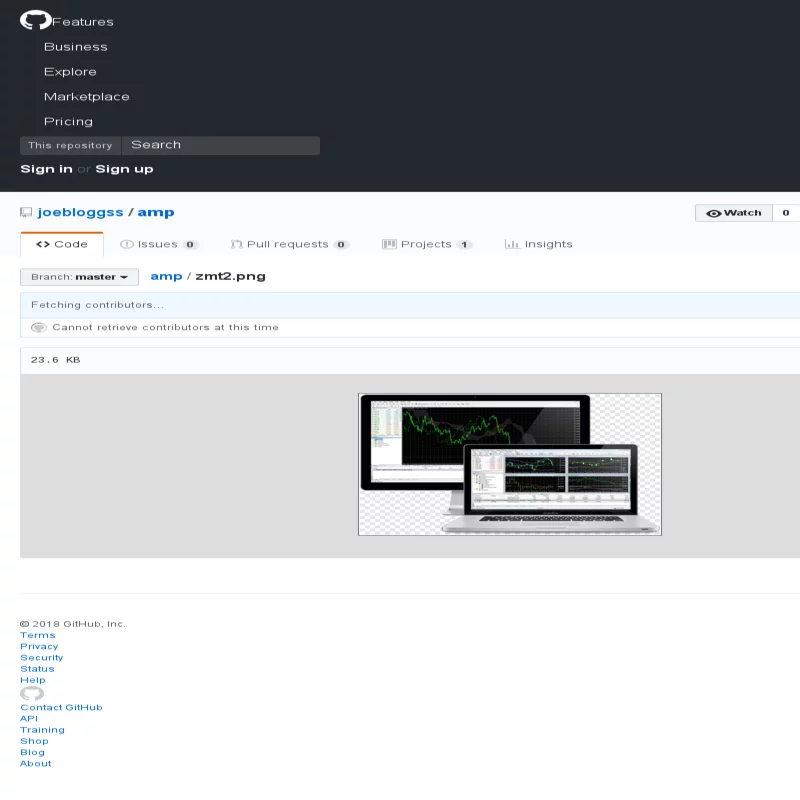 Features
Business
Explore
Marketplace
Pricing
This repository Search
Sign in or Sign up
joebloggss / amp
Watch 0
Code Issues 0 Pull requests 0 Projects 1 Insights
Branch: master amp / zmt2.png
Fetching contributors…
Cannot retrieve contributors at this time
23.6 KB
© 2018 GitHub, Inc.
Terms
Privacy
Security
Status
Help
Contact GitHub
API
Training
Shop
Blog
About